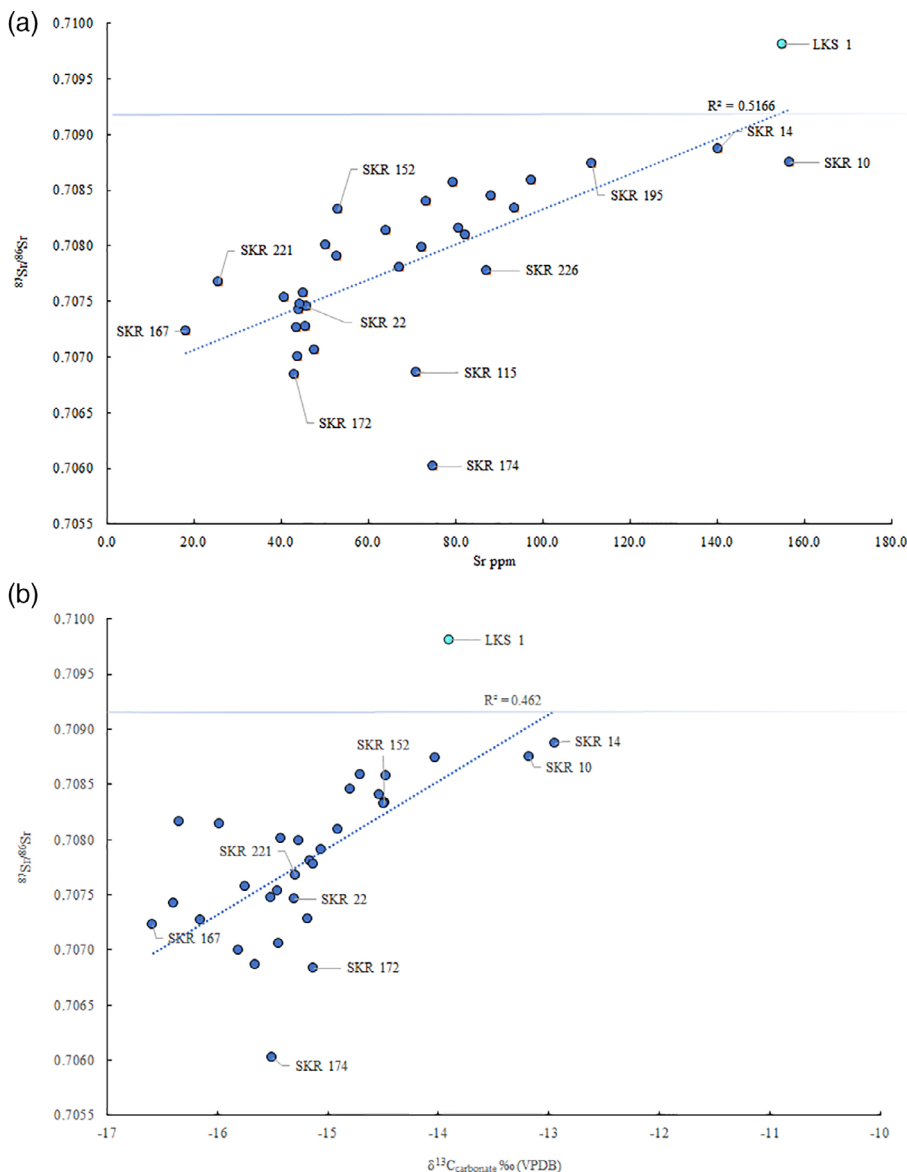 (a)
0.7100
LKS 1
0.7095
R² = 0.5166
0.7090
SKR 14
SKR 10
SKR 152
0.7085
SKR 195
⁸⁷Sr/⁸⁶Sr
0.7080
SKR 221
SKR 226
0.7075
SKR 167
SKR 22
0.7070
SKR 115
0.7065
SKR 172
0.7060
SKR 174
0.7055
0.0 20.0 40.0 60.0 80.0 100.0 120.0 140.0 160.0 180.0
Sr ppm
(b)
0.7100
LKS 1
0.7095
R² = 0.462
0.7090
SKR 152
SKR 14
SKR 10
0.7085
⁸⁷Sr/⁸⁶Sr
0.7080
SKR 221
0.7075
SKR 22
SKR 167
0.7070
SKR 172
0.7065
0.7060
SKR 174
0.7055
-17 -16 -15 -14 -13 -12 -11 -10
δ¹³Ccarbonate ‰ (VPDB)